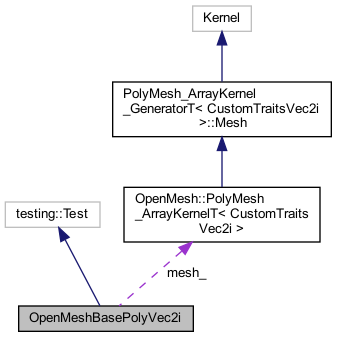 Kernel
PolyMesh_ArrayKernel
_GeneratorT< CustomTraitsVec2i
>::Mesh
testing::Test
OpenMesh::PolyMesh
_ArrayKernelT< CustomTraits
Vec2i >
mesh_
OpenMeshBasePolyVec2i